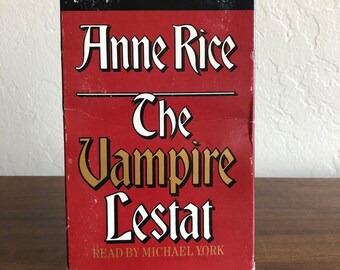 Anne Rice
The
Vampire
Lestat
READ BY MICHAEL YORK